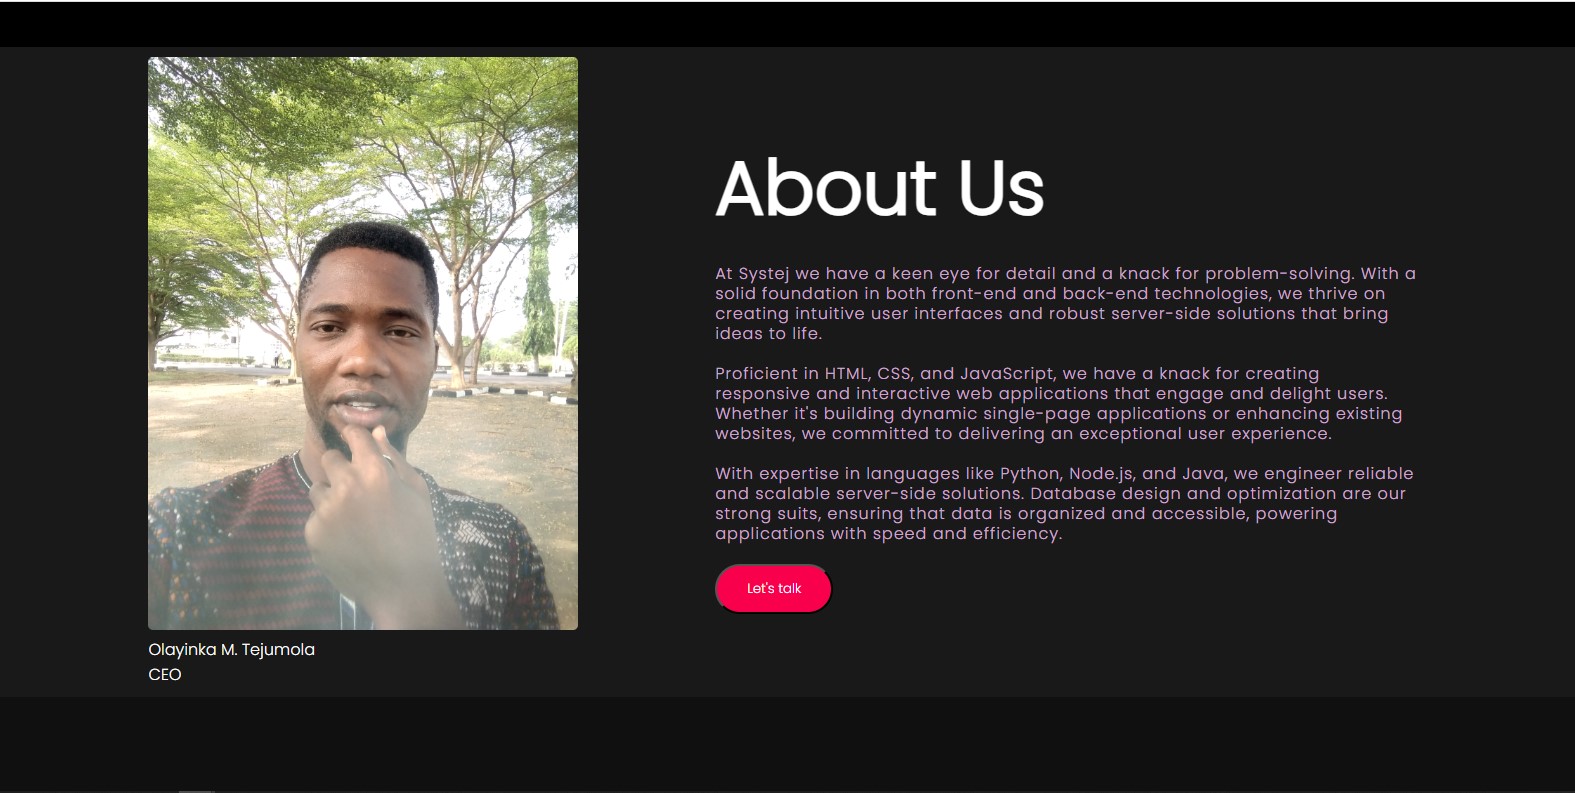 About Us
At Systej we have a keen eye for detail and a knack for problem-solving. With a
solid foundation in both front-end and back-end technologies, we thrive on
creating intuitive user interfaces and robust server-side solutions that bring
ideas to life.
Proficient in HTML, CSS, and JavaScript, we have a knack for creating
responsive and interactive web applications that engage and delight users.
Whether it's building dynamic single-page applications or enhancing existing
websites, we committed to delivering an exceptional user experience.
With expertise in languages like Python, Node.js, and Java, we engineer reliable
and scalable server-side solutions. Database design and optimization are our
strong suits, ensuring that data is organized and accessible, powering
applications with speed and efficiency.
Let's talk
Olayinka M. Tejumola
CEO